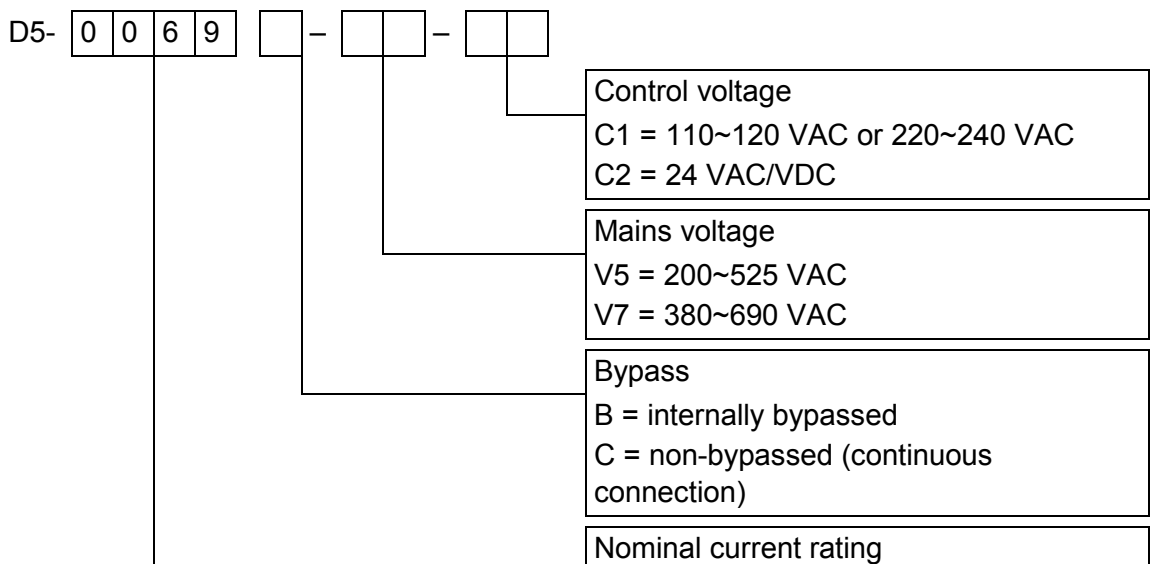 D5- 0 0 6 9 – –
Control voltage
C1 = 110~120 VAC or 220~240 VAC
C2 = 24 VAC/VDC
Mains voltage
V5 = 200~525 VAC
V7 = 380~690 VAC
Bypass
B = internally bypassed
C = non-bypassed (continuous
connection)
Nominal current rating